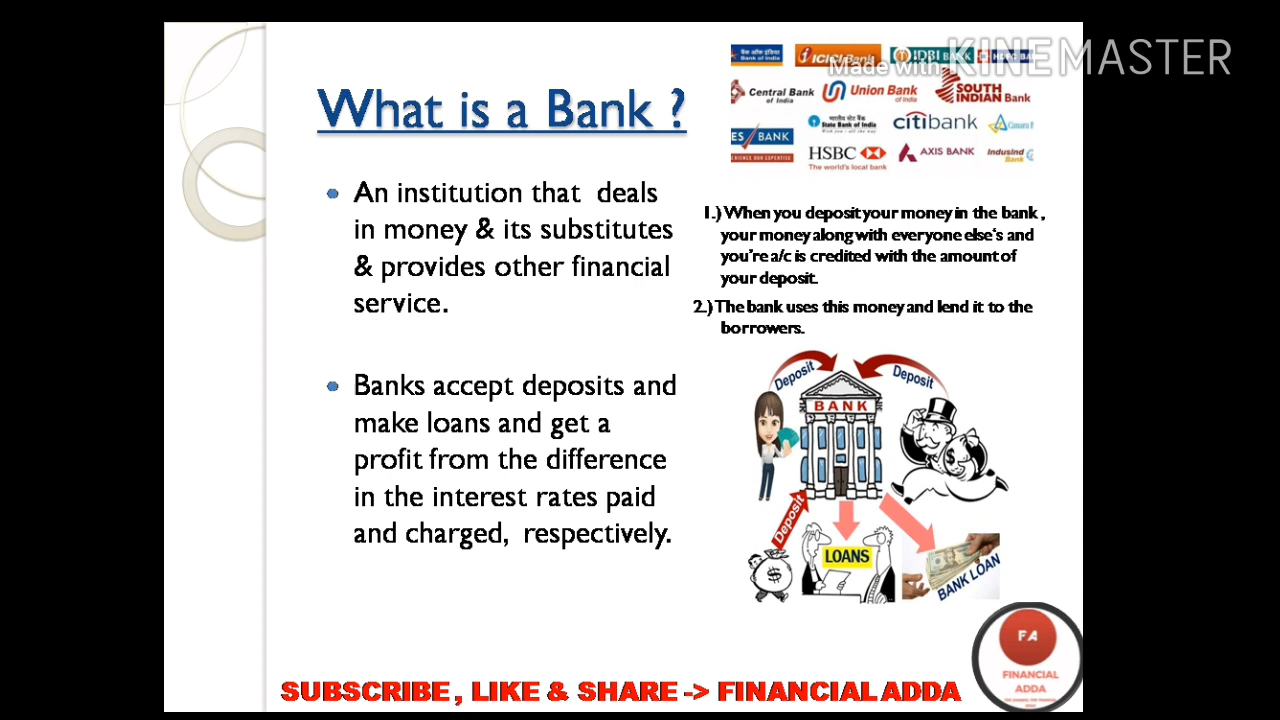 What is a Bank ?
An institution that deals
in money & its substitutes
& provides other financial
service.
Banks accept deposits and
make loans and get a
profit from the difference
in the interest rates paid
and charged, respectively.
Made with KINEMASTER
बैंक ऑफ इंडिया
Bank of India
ICICI Bank
IDBI BANK
Central Bank
of India
Union Bank
of India
SOUTH
INDIAN Bank
ES BANK
भारतीय स्टेट बैंक
State Bank of India
citibank
HSBC
The world's local bank
AXIS BANK
IndusInd
Bank
1.) When you deposit your money in the bank ,
your money along with everyone else's and
you're a/c is credited with the amount of
your deposit.
2.) The bank uses this money and lend it to the
borrowers.
Deposit
Deposit
BANK
Deposit
LOANS
BANK LOAN
FA
FINANCIAL
ADDA
SUBSCRIBE , LIKE & SHARE -> FINANCIAL ADDA